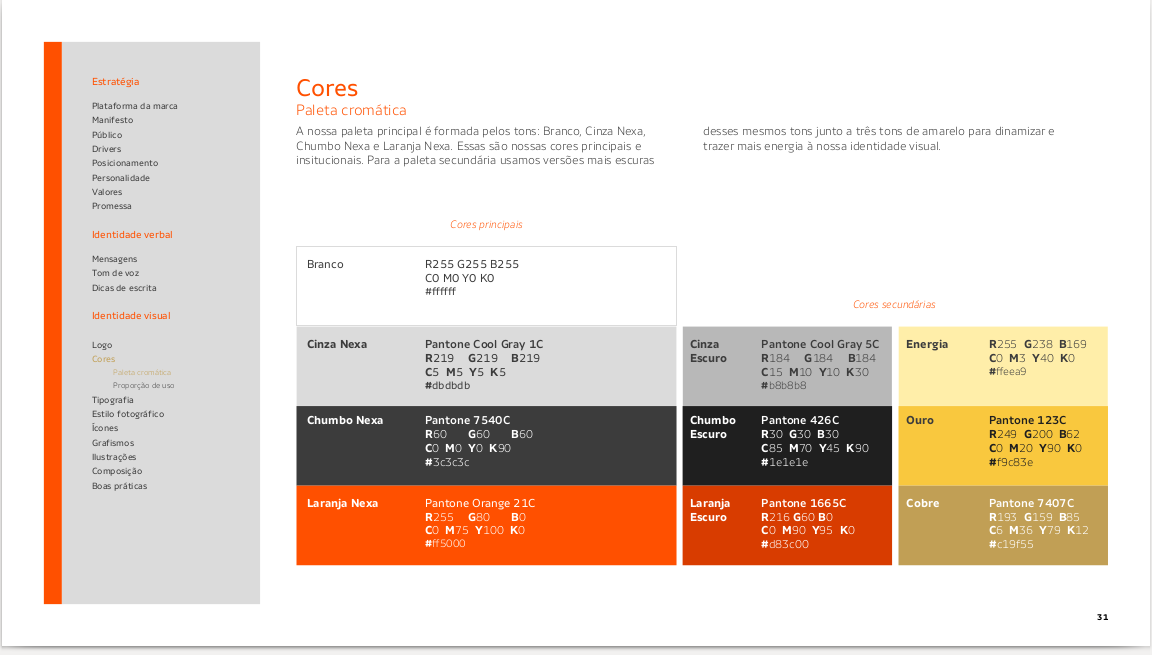 Estratégia
Plataforma da marca
Manifesto
Público
Drivers
Posicionamento
Personalidade
Valores
Promessa
Identidade verbal
Mensagens
Tom de voz
Dicas de escrita
Identidade visual
Logo
Cores
Paleta cromática
Proporção de uso
Tipografia
Estilo fotográfico
Ícones
Grafismos
Ilustrações
Composição
Boas práticas
Cores
Paleta cromática
A nossa paleta principal é formada pelos tons: Branco, Cinza Nexa,
Chumbo Nexa e Laranja Nexa. Essas são nossas cores principais e
insitucionais. Para a paleta secundária usamos versões mais escuras
desses mesmos tons junto a três tons de amarelo para dinamizar e
trazer mais energia à nossa identidade visual.
Cores principais
Branco
R255 G255 B255
C0 M0 Y0 K0
#ffffff
Cinza Nexa
Pantone Cool Gray 1C
R219 G219 B219
C5 M5 Y5 K5
#dbdbdb
Chumbo Nexa
Pantone 7540C
R60 G60 B60
C0 M0 Y0 K90
#3c3c3c
Laranja Nexa
Pantone Orange 21C
R255 G80 B0
C0 M75 Y100 K0
#ff5000
Cores secundárias
Cinza
Escuro
Pantone Cool Gray 5C
R184 G184 B184
C15 M10 Y10 K30
#b8b8b8
Chumbo
Escuro
Pantone 426C
R30 G30 B30
C85 M70 Y45 K90
#1e1e1e
Laranja
Escuro
Pantone 1665C
R216 G60 B0
C0 M90 Y95 K0
#d83c00
Energia
R255 G238 B169
C0 M3 Y40 K0
#ffeea9
Ouro
Pantone 123C
R249 G200 B62
C0 M20 Y90 K0
#f9c83e
Cobre
Pantone 7407C
R193 G159 B85
C6 M36 Y79 K12
#c19f55
31